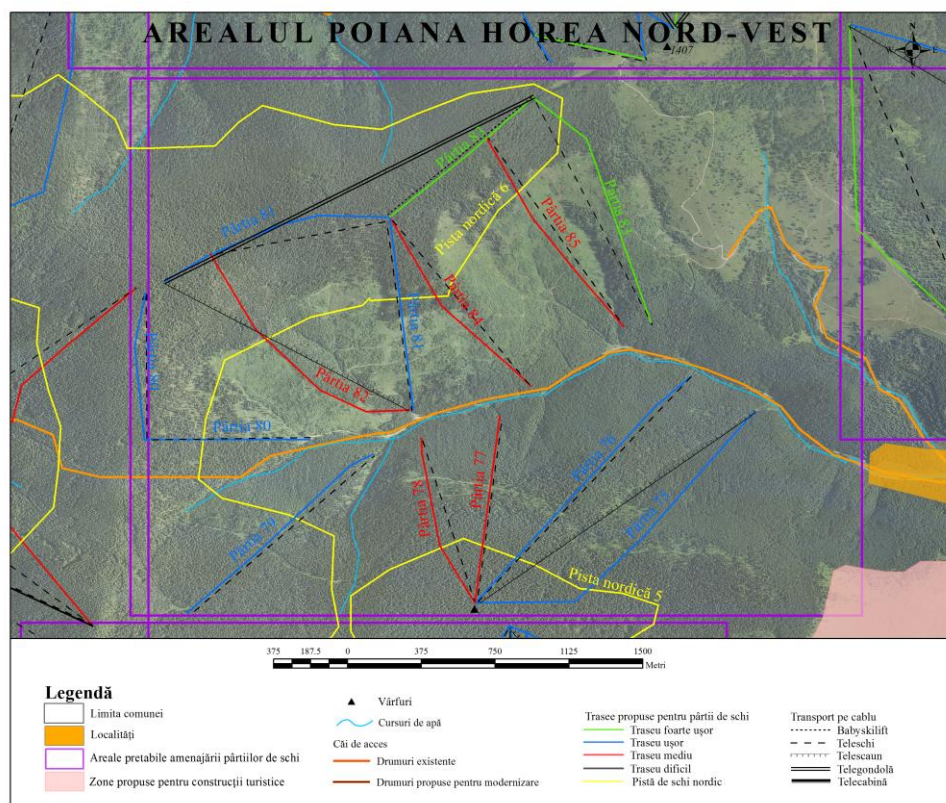 AREALUL POIANA HOREA NORD-VEST
1407
W
E
N
Pârtia 83
Pista nordică 6
Pârtia 81
Pârtia 85
Pârtia 84
Pârtia 82
Pârtia 80
Pârtia 76
Pârtia 77
Pârtia 78
Pârtia 79
Pista nordică 5
375 187.5 0 375 750 1125 1500
Metri
Legendă
Limita comunei
Localități
Areale pretabile amenajării pârtiilor de schi
Zone propuse pentru construcții turistice
Vârfuri
Cursuri de apă
Căi de acces
Drumuri existente
Drumuri propuse pentru modernizare
Trasee propuse pentru pârtii de schi
Traseu foarte ușor
Traseu ușor
Traseu mediu
Traseu dificil
Pistă de schi nordic
Transport pe cablu
Babyskilift
Teleschi
Telescaun
Telegondolă
Telecabină